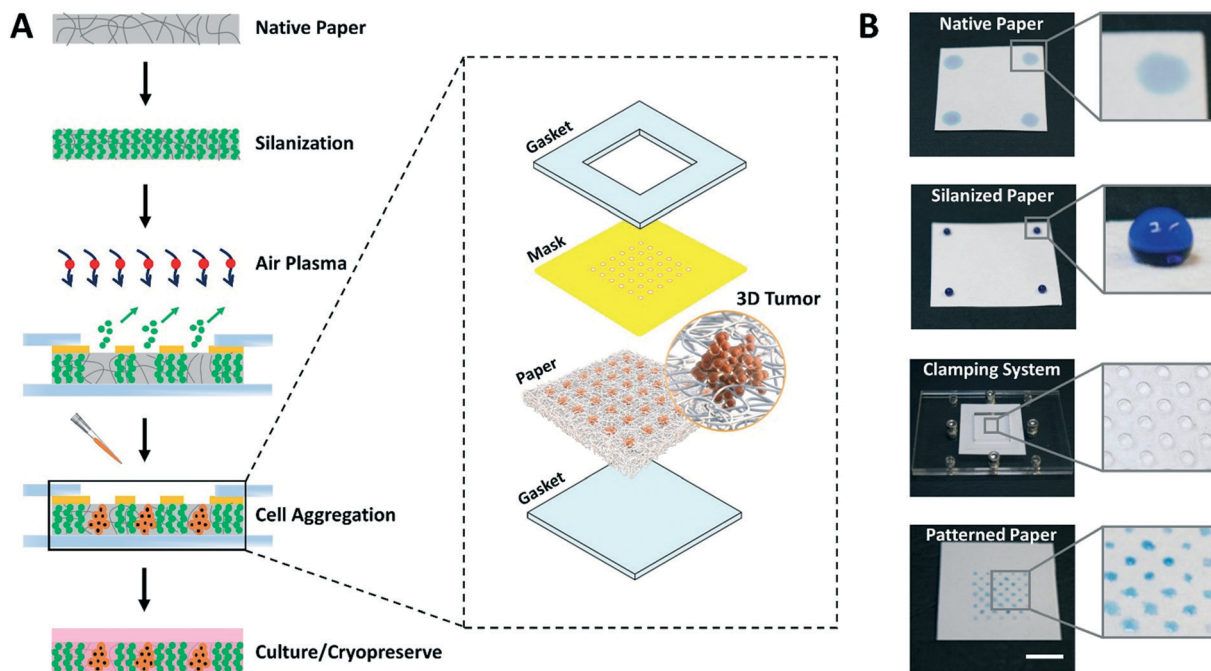 A
Native Paper
Silanization
Air Plasma
Cell Aggregation
Culture/Cryopreserve
Gasket
Mask
3D Tumor
Paper
Gasket
B
Native Paper
Silanized Paper
Clamping System
Patterned Paper